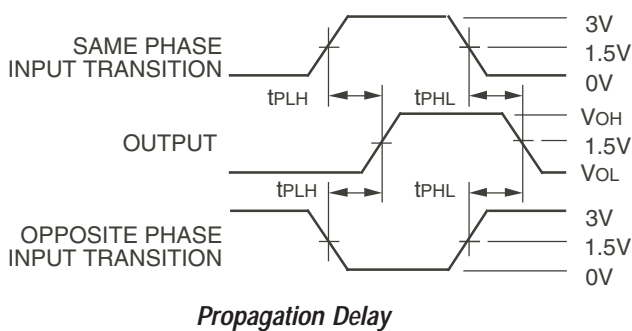 SAME PHASE
INPUT TRANSITION
3V
1.5V
0V
tPLH
tPHL
OUTPUT
VOH
1.5V
VOL
tPLH
tPHL
OPPOSITE PHASE
INPUT TRANSITION
3V
1.5V
0V
Propagation Delay